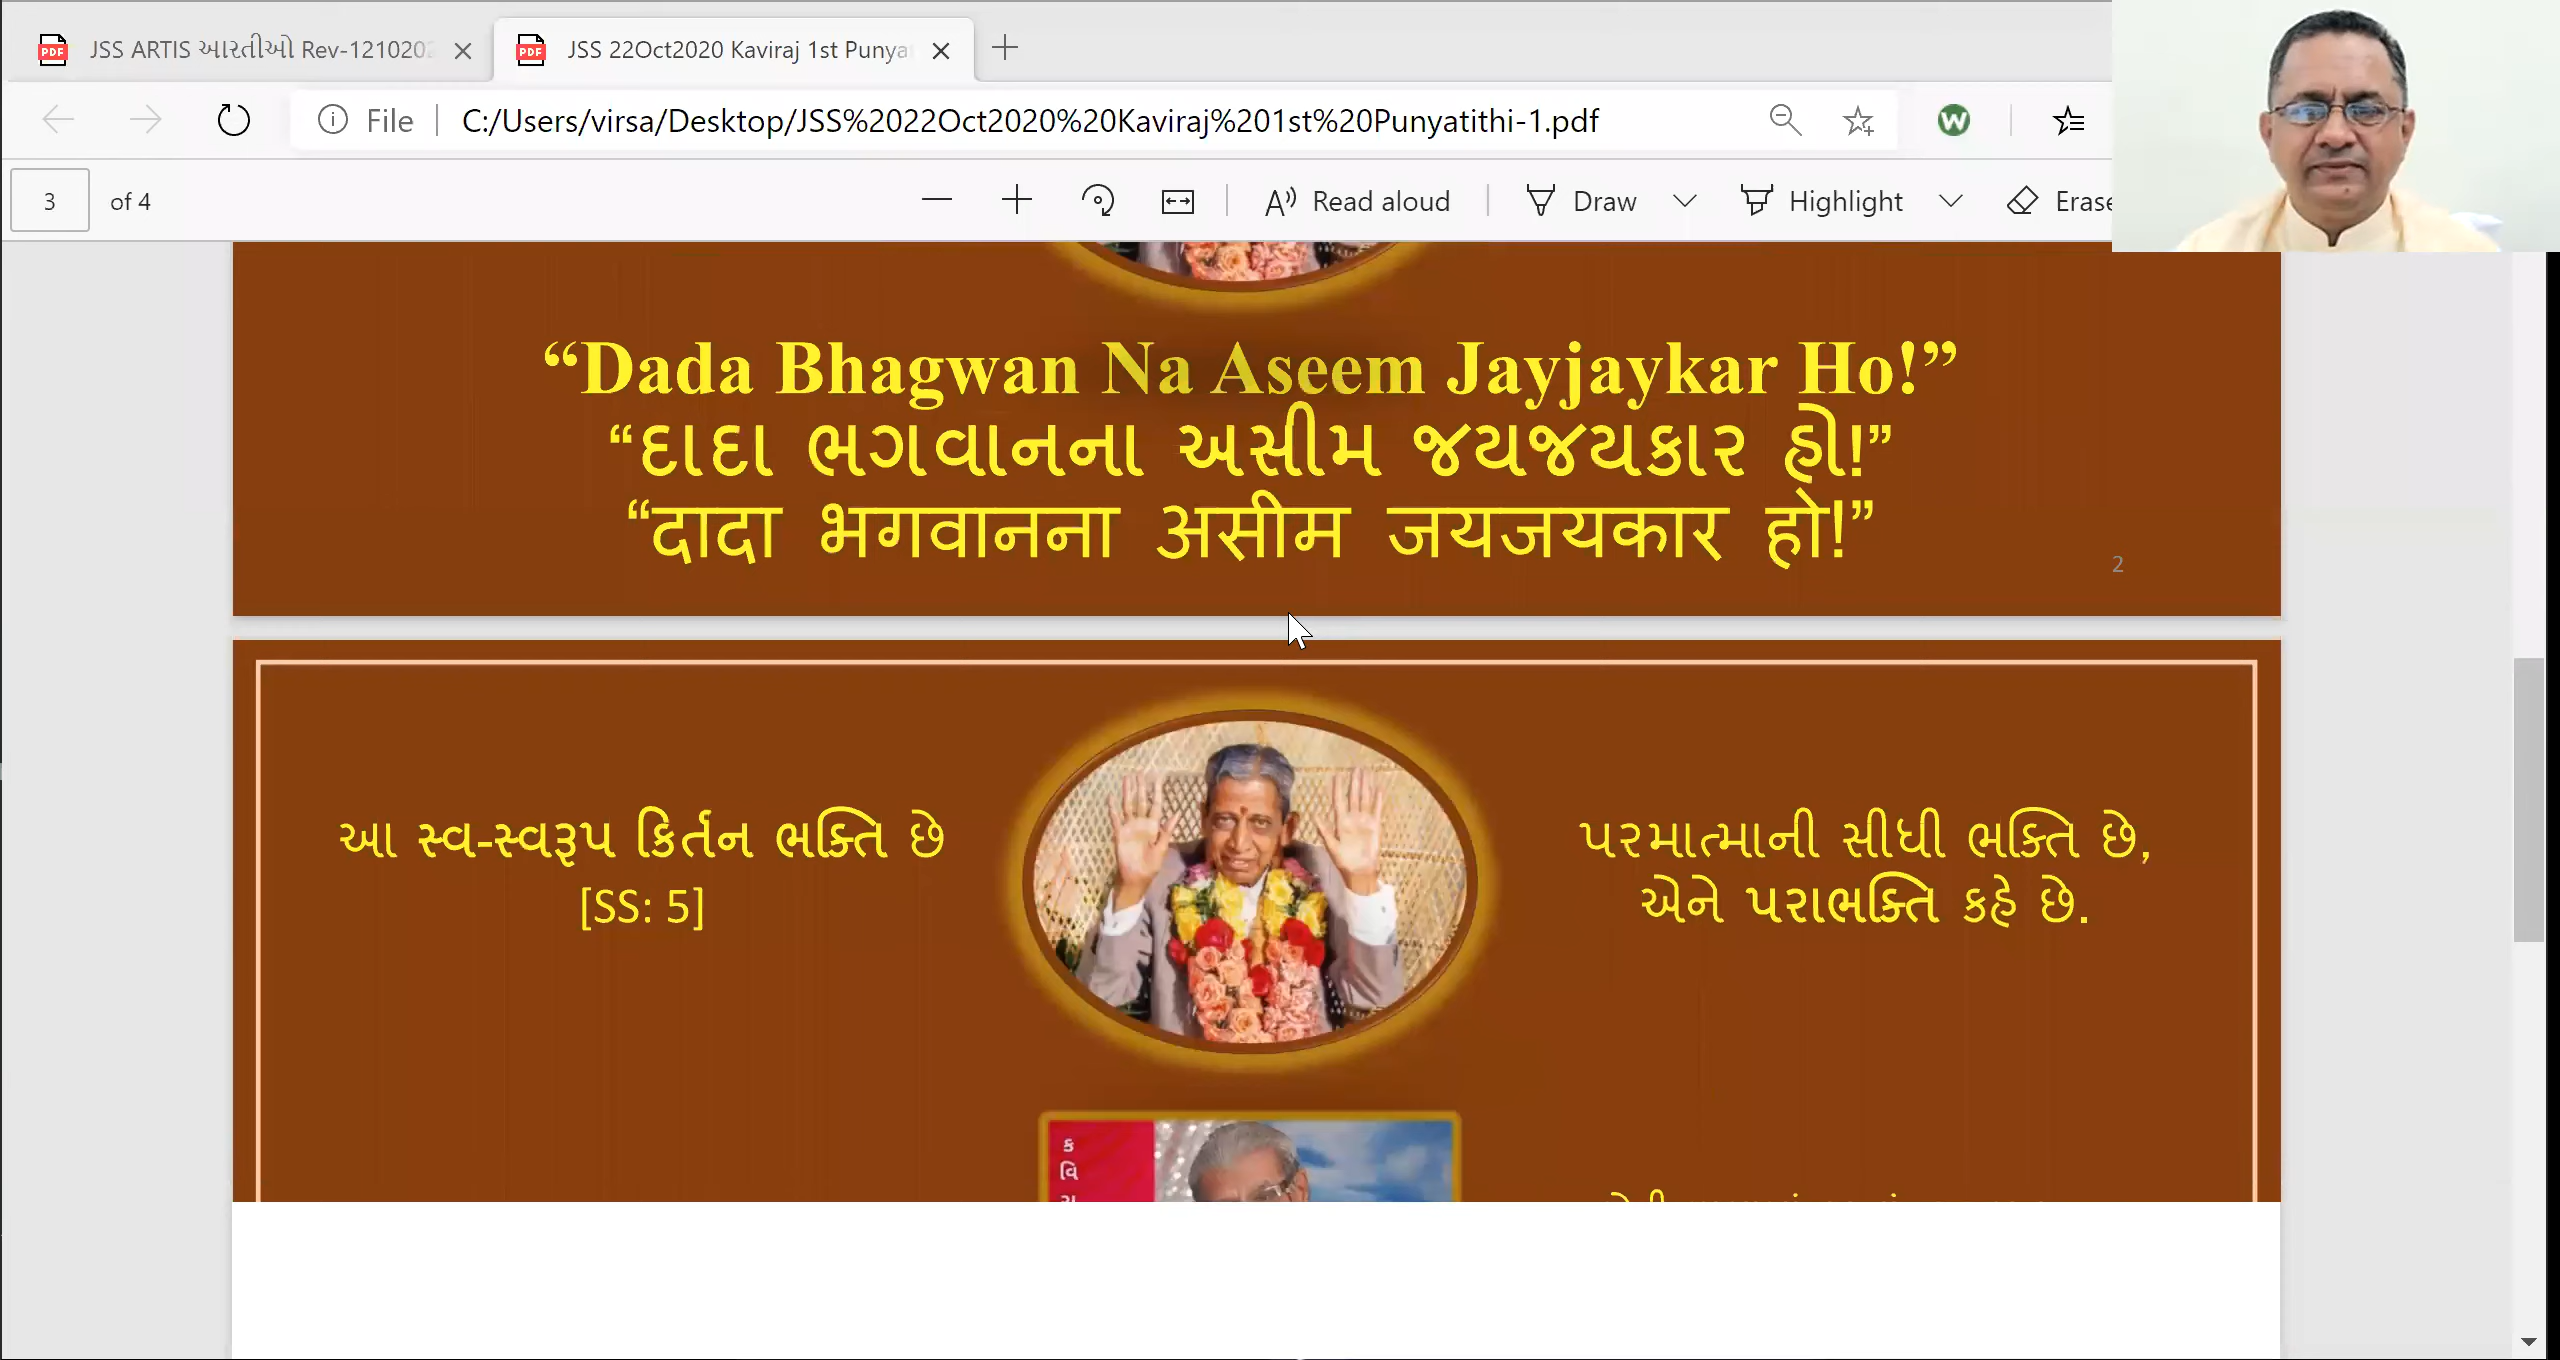 JSS ARTIS આરતીઓ Rev-1210202
JSS 22Oct2020 Kaviraj 1st Punya
File
C:/Users/virsa/Desktop/JSS%2022Oct2020%20Kaviraj%201st%20Punyatithi-1.pdf
W
3 of 4
Read aloud
Draw
Highlight
Erase
“Dada Bhagwan Na Aseem Jayjaykar Ho!”
“દાદા ભગવાનના અસીમ જયજયકાર હો!”
“दादा भगवानना असीम जयजयकार हो!”
2
આ સ્વ-સ્વરૂપ કિર્તન ભક્તિ છે
[SS: 5]
પરમાત્માની સીધી ભક્તિ છે,
એને પરાભક્તિ કહે છે.
ક
વિ